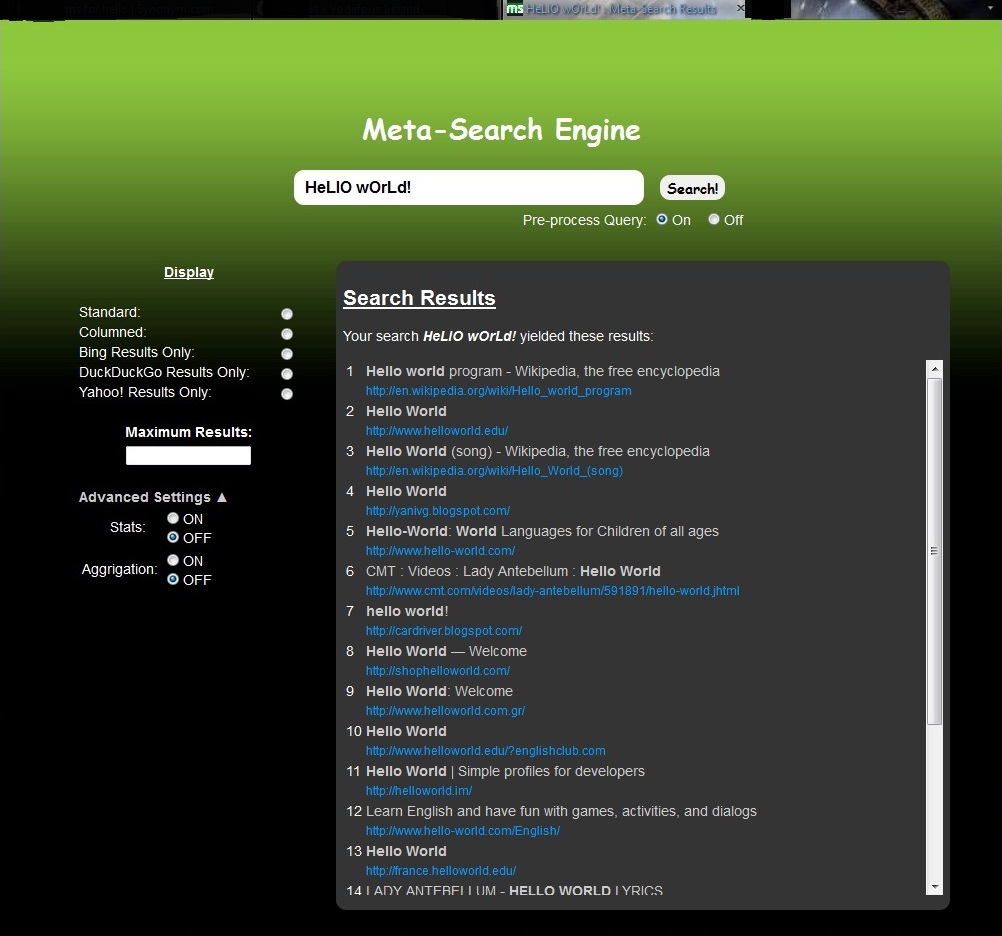 ms HeLlO wOrLd! : Meta-Search Results
Meta-Search Engine
HeLlO wOrLd!
Search!
Pre-process Query: On Off
Display
Standard:
Columned:
Bing Results Only:
DuckDuckGo Results Only:
Yahoo! Results Only:
Maximum Results:
Advanced Settings ▲
Stats: ON
OFF
Aggrigation: ON
OFF
Search Results
Your search HeLlO wOrLd! yielded these results:
1 Hello world program - Wikipedia, the free encyclopedia
http://en.wikipedia.org/wiki/Hello_world_program
2 Hello World
http://www.helloworld.edu/
3 Hello World (song) - Wikipedia, the free encyclopedia
http://en.wikipedia.org/wiki/Hello_World_(song)
4 Hello World
http://yanivg.blogspot.com/
5 Hello-World: World Languages for Children of all ages
http://www.hello-world.com/
6 CMT : Videos : Lady Antebellum : Hello World
http://www.cmt.com/videos/lady-antebellum/591891/hello-world.jhtml
7 hello world!
http://cardriver.blogspot.com/
8 Hello World — Welcome
http://shophelloworld.com/
9 Hello World: Welcome
http://www.helloworld.com.gr/
10 Hello World
http://www.helloworld.edu/?englishclub.com
11 Hello World | Simple profiles for developers
http://helloworld.im/
12 Learn English and have fun with games, activities, and dialogs
http://www.hello-world.com/English/
13 Hello World
http://france.helloworld.edu/
14 LADY ANTEBELLUM - HELLO WORLD LYRICS